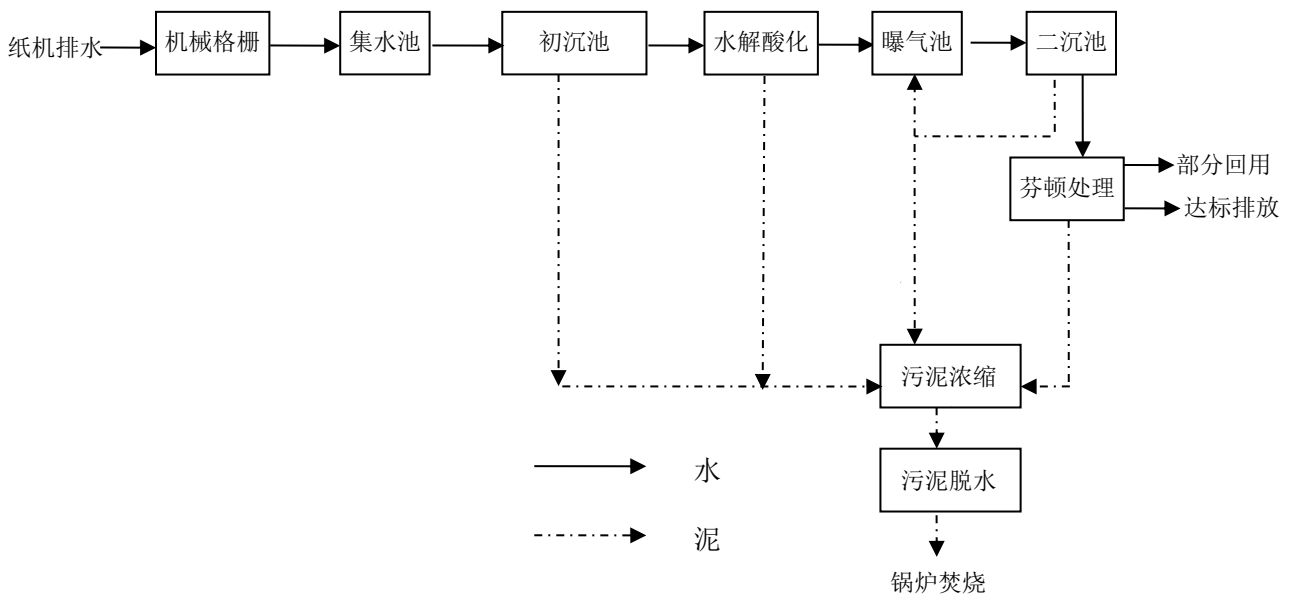 纸机排水
机械格栅
集水池
初沉池
水解酸化
曝气池
二沉池
芬顿处理
部分回用
达标排放
污泥浓缩
污泥脱水
锅炉焚烧
水
泥